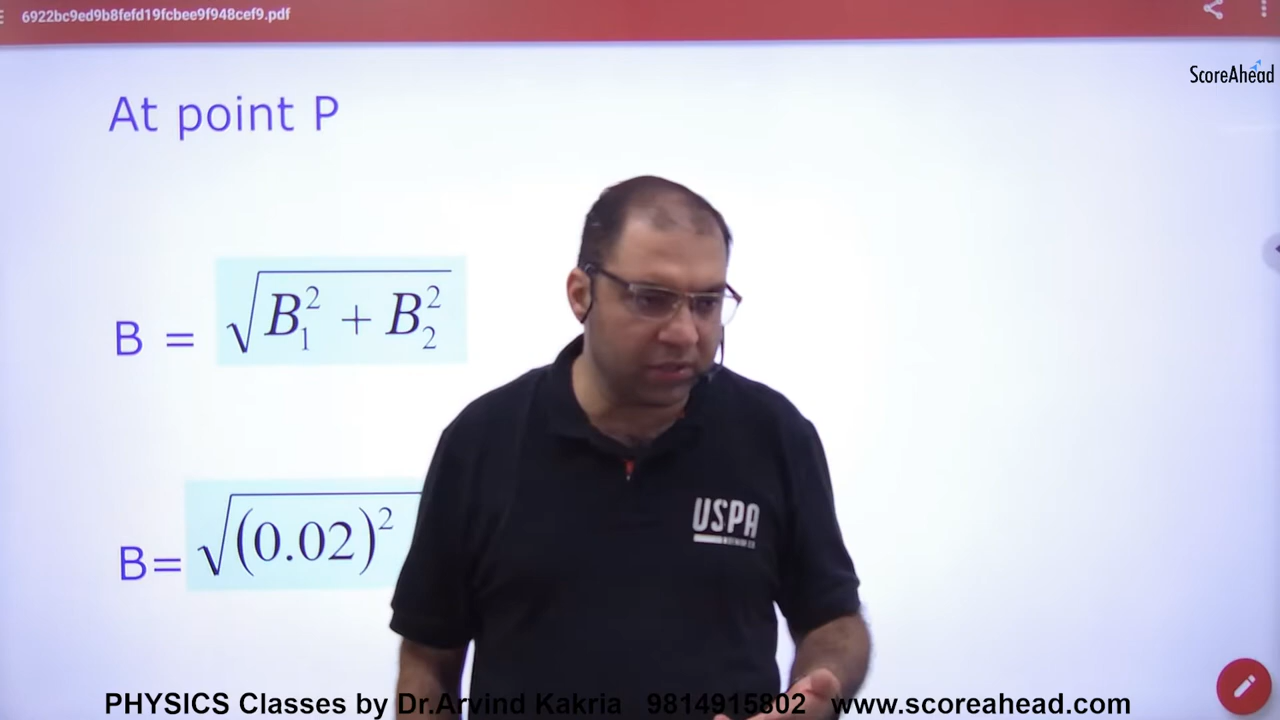 6922bc9ed9b8fefd19fcbee9f948cef9.pdf
ScoreAhead
At point P
B = √(B₁² + B₂²)
B= √(0.02)²
USPA
PHYSICS Classes by Dr.Arvind Kakria 9814915802 www.scoreahead.com